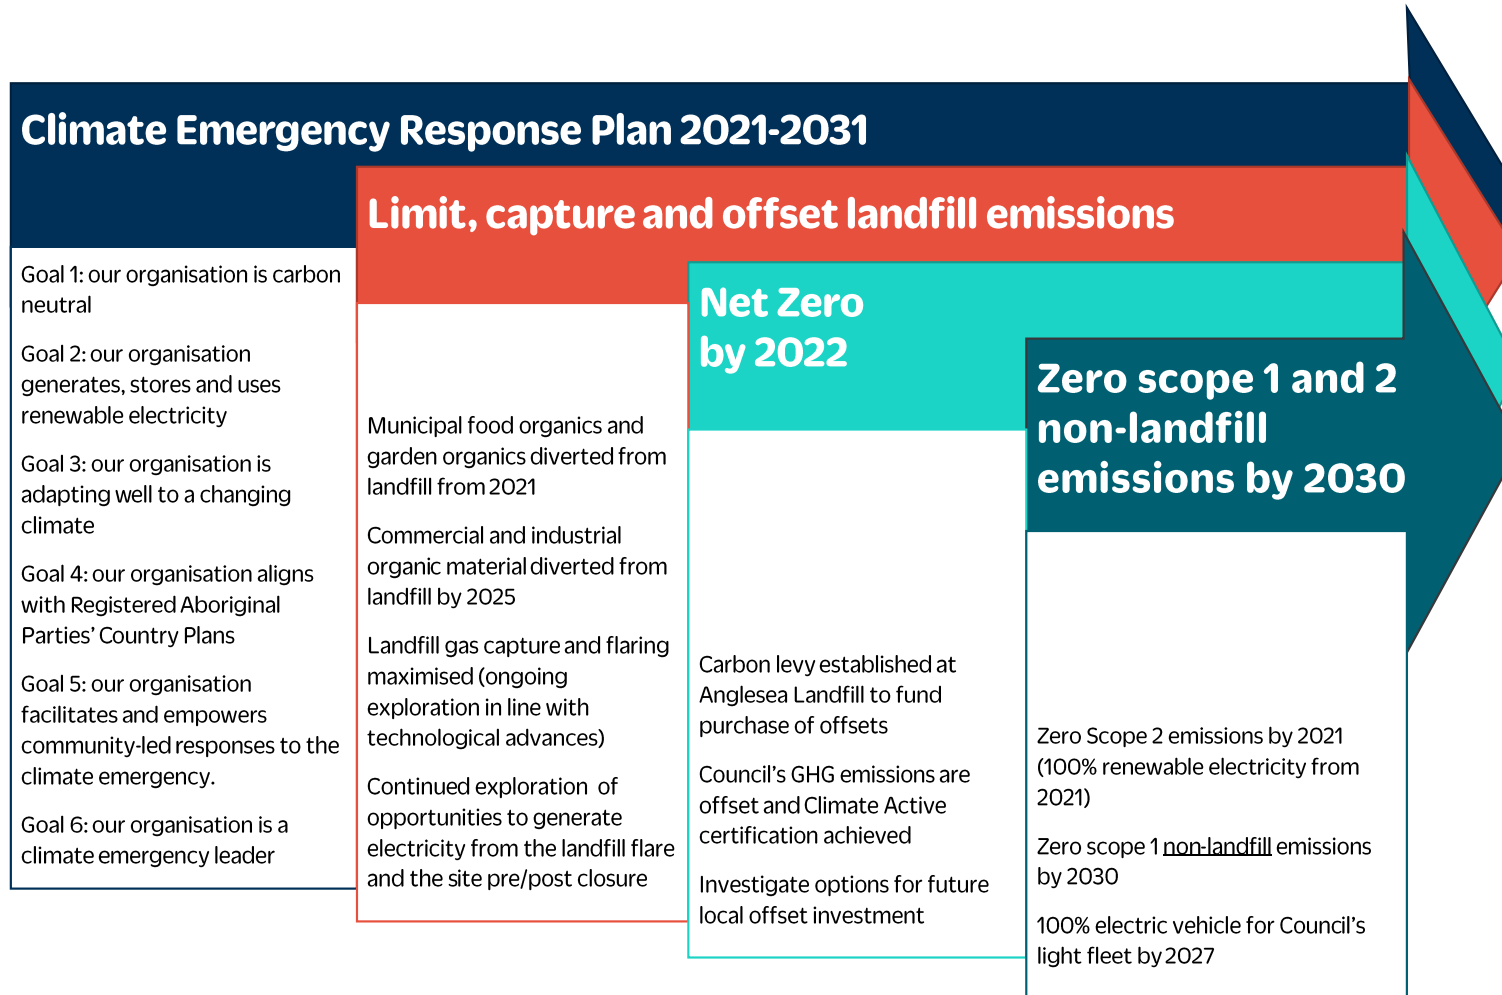 Climate Emergency Response Plan 2021-2031
Limit, capture and offset landfill emissions
Net Zero
by 2022
Zero scope 1 and 2
non-landfill
emissions by 2030
Goal 1: our organisation is carbon
neutral
Goal 2: our organisation
generates, stores and uses
renewable electricity
Goal 3: our organisation is
adapting well to a changing
climate
Goal 4: our organisation aligns
with Registered Aboriginal
Parties’ Country Plans
Goal 5: our organisation
facilitates and empowers
community-led responses to the
climate emergency.
Goal 6: our organisation is a
climate emergency leader
Municipal food organics and
garden organics diverted from
landfill from 2021
Commercial and industrial
organic material diverted from
landfill by 2025
Landfill gas capture and flaring
maximised (ongoing
exploration in line with
technological advances)
Continued exploration of
opportunities to generate
electricity from the landfill flare
and the site pre/post closure
Carbon levy established at
Anglesea Landfill to fund
purchase of offsets
Council’s GHG emissions are
offset and Climate Active
certification achieved
Investigate options for future
local offset investment
Zero Scope 2 emissions by 2021
(100% renewable electricity from
2021)
Zero scope 1 non-landfill emissions
by 2030
100% electric vehicle for Council’s
light fleet by 2027